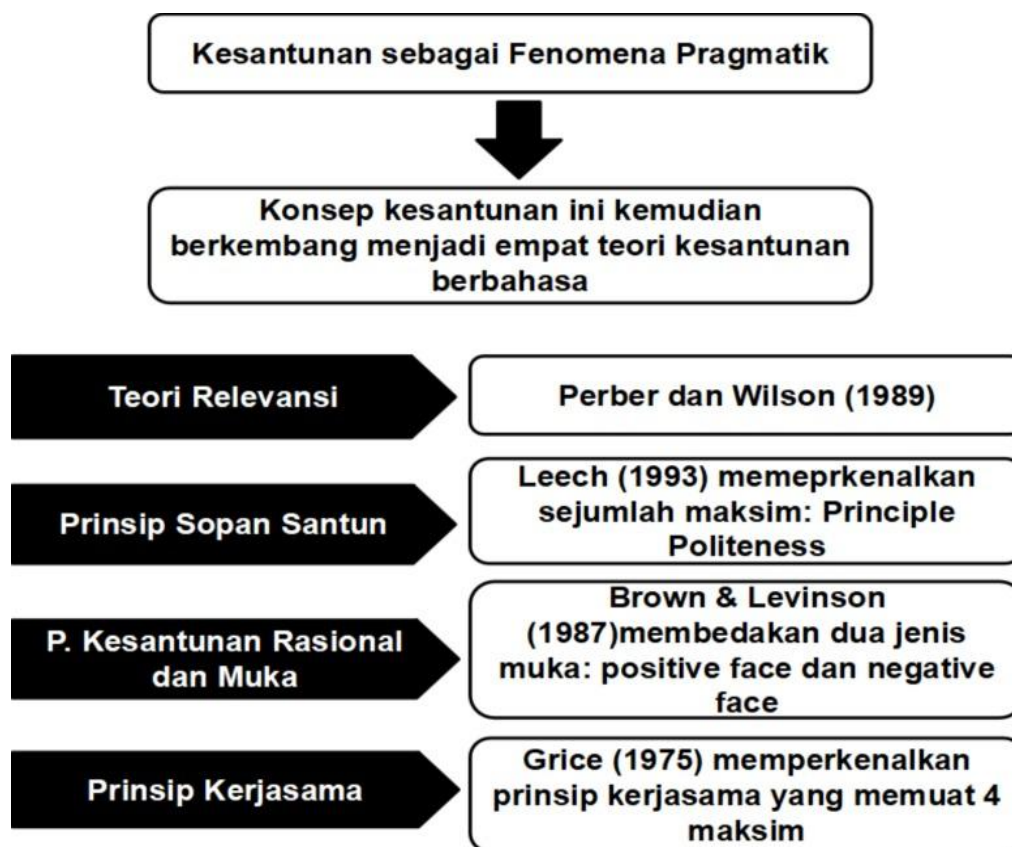 Kesantunan sebagai Fenomena Pragmatik
Konsep kesantunan ini kemudian
berkembang menjadi empat teori kesantunan
berbahasa
Teori Relevansi
Perber dan Wilson (1989)
Prinsip Sopan Santun
Leech (1993) memeprkenalkan
sejumlah maksim: Principle
Politeness
P. Kesantunan Rasional
dan Muka
Brown & Levinson
(1987)membedakan dua jenis
muka: positive face dan negative
face
Prinsip Kerjasama
Grice (1975) memperkenalkan
prinsip kerjasama yang memuat 4
maksim